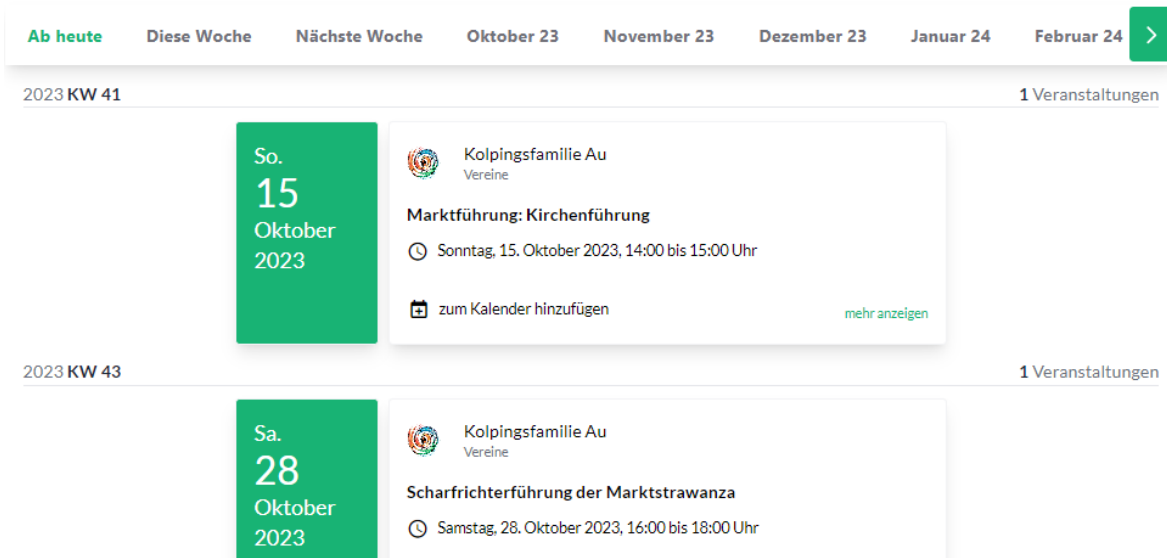 Ab heute Diese Woche Nächste Woche Oktober 23 November 23 Dezember 23 Januar 24 Februar 24
2023 KW 41 1 Veranstaltungen
So.
15
Oktober
2023
Kolpingsfamilie Au
Vereine
Marktführung: Kirchenführung
Sonntag, 15. Oktober 2023, 14:00 bis 15:00 Uhr
zum Kalender hinzufügen mehr anzeigen
2023 KW 43 1 Veranstaltungen
Sa.
28
Oktober
2023
Kolpingsfamilie Au
Vereine
Scharfrichterführung der Marktstrawanza
Samstag, 28. Oktober 2023, 16:00 bis 18:00 Uhr